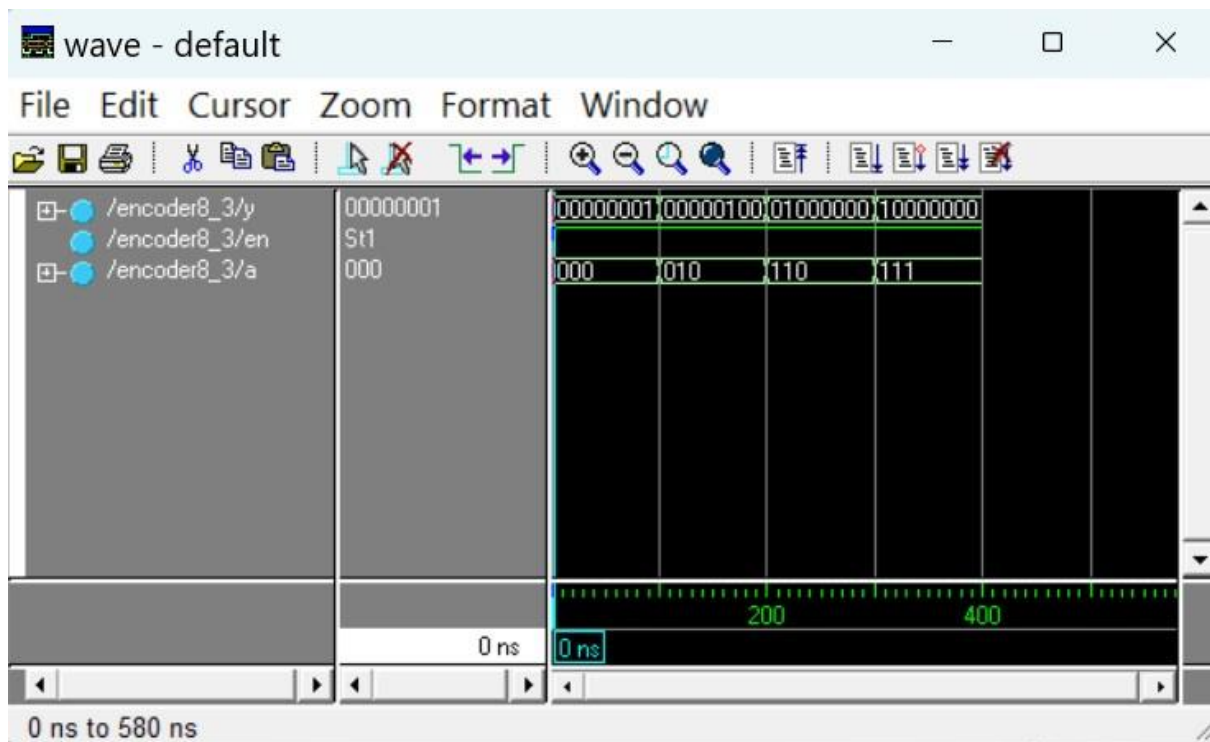 wave - default
File Edit Cursor Zoom Format Window
/encoder8_3/y 00000001 00000001 00000100 01000000 10000000
/encoder8_3/en St1
/encoder8_3/a 000 000 010 110 111
200 400
0 ns 0 ns
0 ns to 580 ns